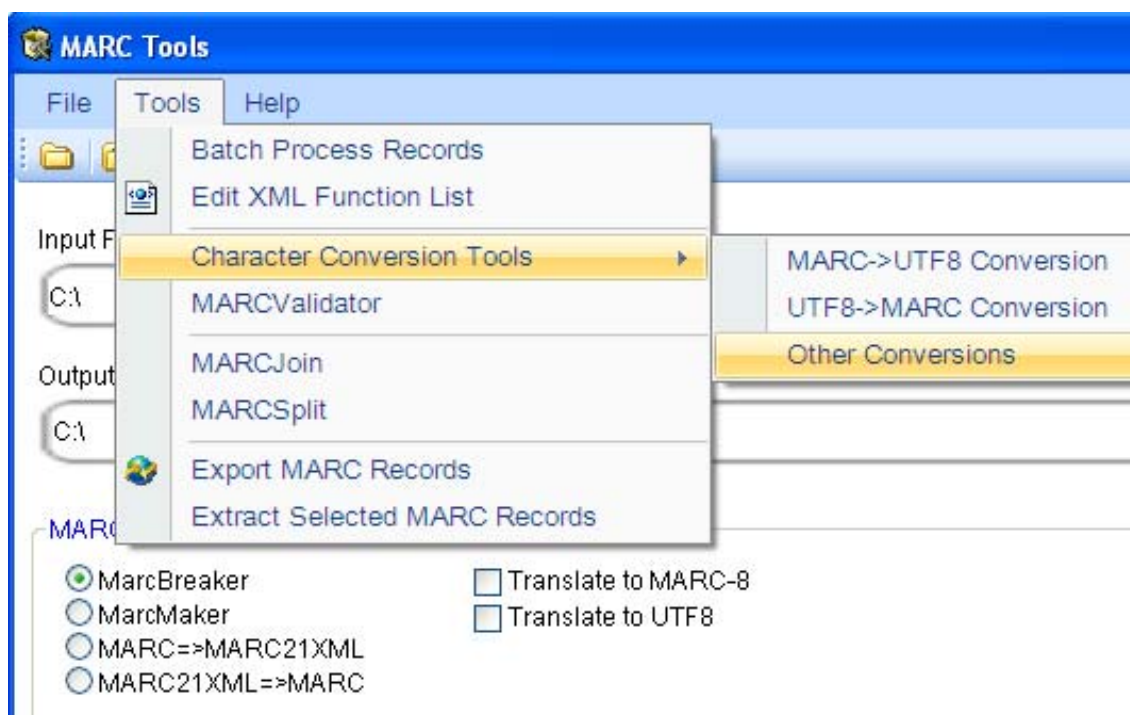 MARC Tools
File Tools Help
Batch Process Records
Edit XML Function List
Character Conversion Tools
MARCValidator
MARCJoin
MARCSplit
Export MARC Records
Extract Selected MARC Records
MARC->UTF8 Conversion
UTF8->MARC Conversion
Other Conversions
Input F
C:\
Output
C:\
MARC
MarcBreaker
MarcMaker
MARC=>MARC21XML
MARC21XML=>MARC
Translate to MARC-8
Translate to UTF8